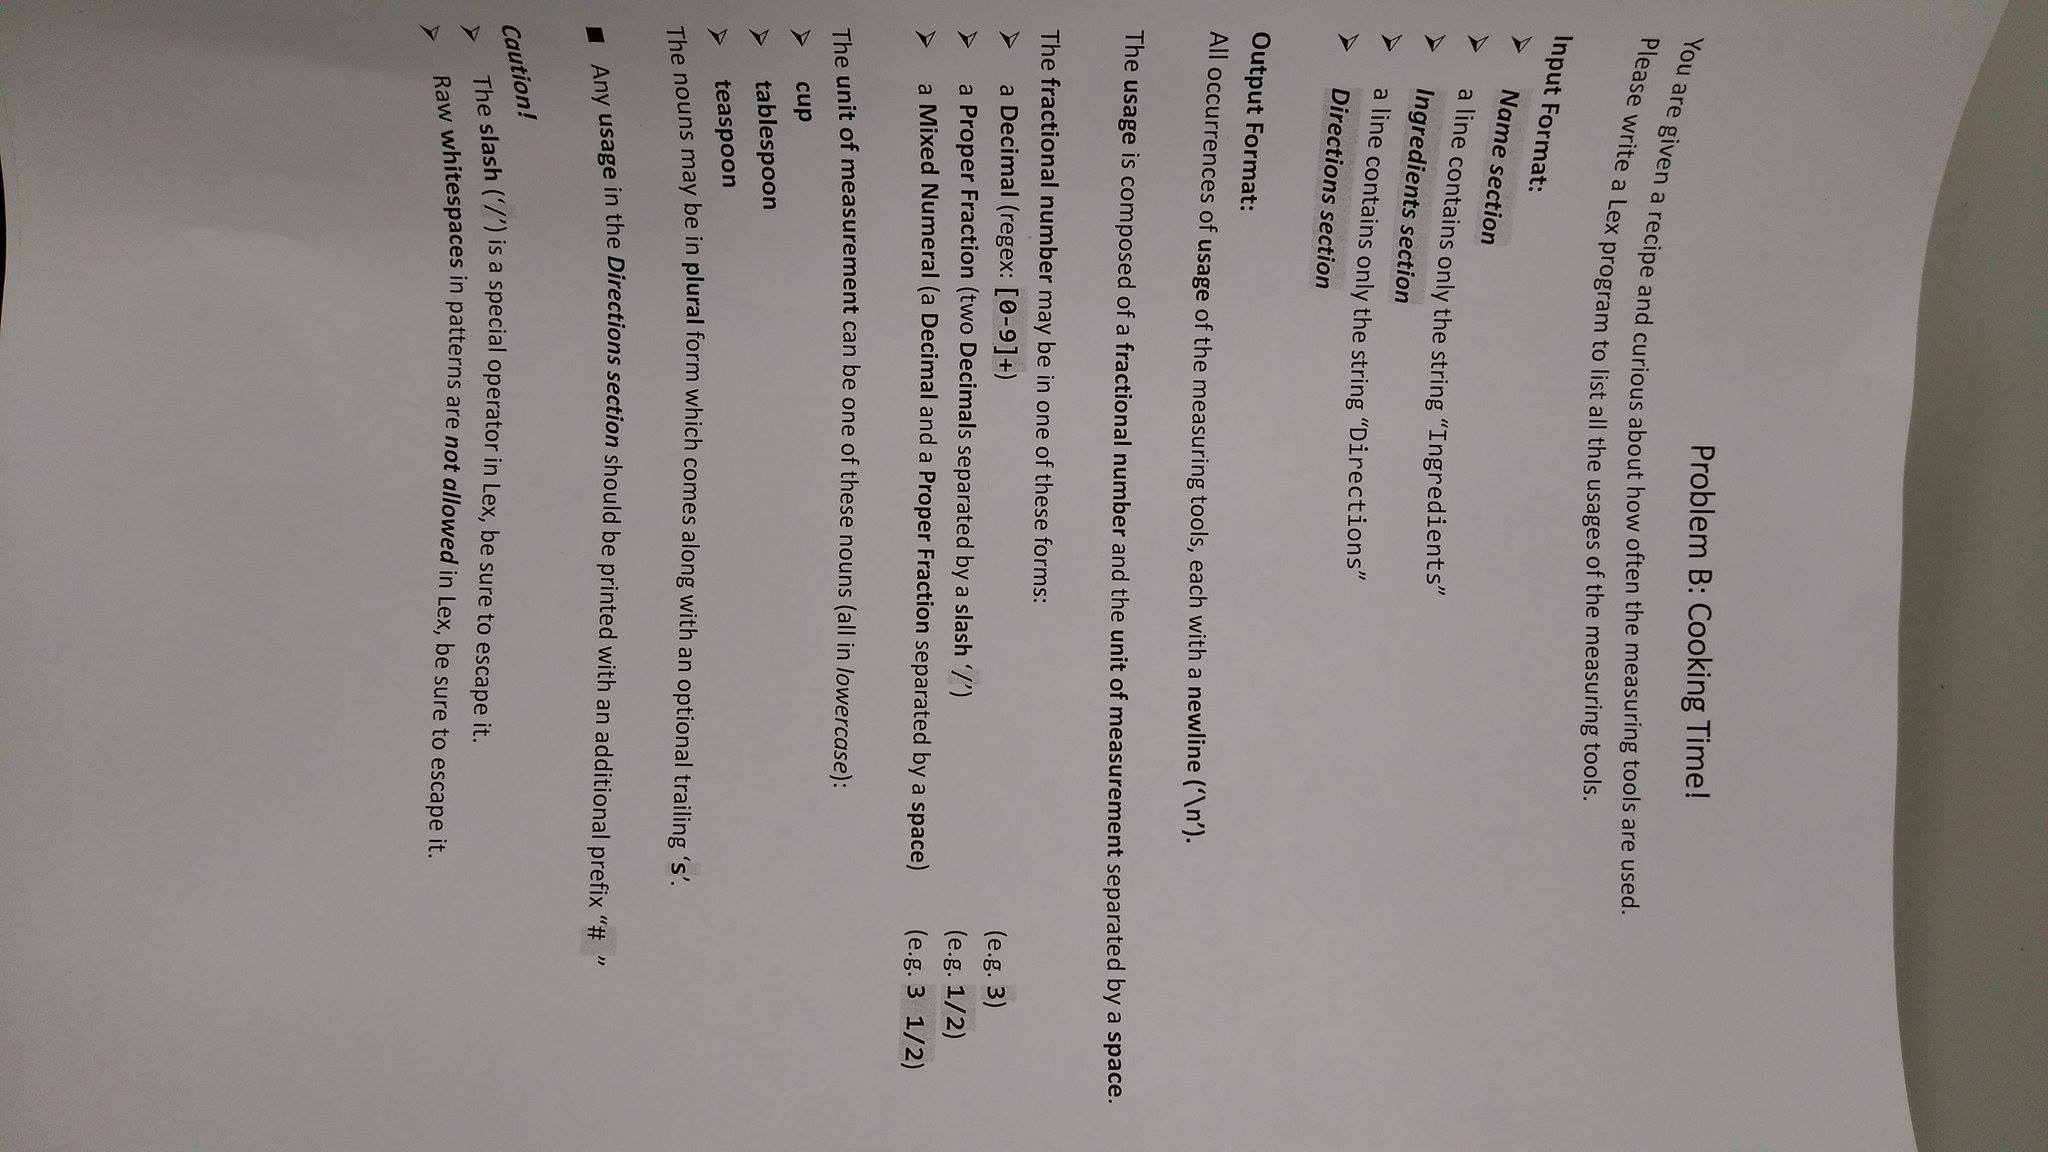 Problem B: Cooking Time!
You are given a recipe and curious about how often the measuring tools are used.
Please write a Lex program to list all the usages of the measuring tools.
Input Format:
➢ Name section
➢ a line contains only the string "Ingredients"
➢ Ingredients section
➢ a line contains only the string "Directions"
➢ Directions section
Output Format:
All occurrences of usage of the measuring tools, each with a newline ('\n').
The usage is composed of a fractional number and the unit of measurement separated by a space.
The fractional number may be in one of these forms:
➢ a Decimal (regex: [0-9]+) (e.g. 3)
➢ a Proper Fraction (two Decimals separated by a slash '/') (e.g. 1/2)
➢ a Mixed Numeral (a Decimal and a Proper Fraction separated by a space) (e.g. 3 1/2)
The unit of measurement can be one of these nouns (all in lowercase):
➢ cup
➢ tablespoon
➢ teaspoon
The nouns may be in plural form which comes along with an optional trailing 's'.
■ Any usage in the Directions section should be printed with an additional prefix "# "
Caution!
➢ The slash ('/') is a special operator in Lex, be sure to escape it.
➢ Raw whitespaces in patterns are not allowed in Lex, be sure to escape it.